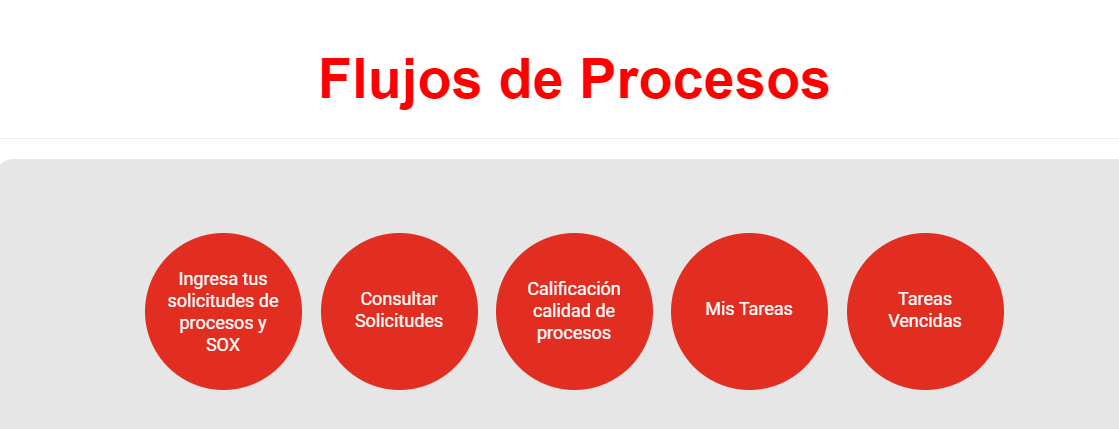 Flujos de Procesos
Ingresa tus
solicitudes de
procesos y
SOX
Consultar
Solicitudes
Calificación
calidad de
procesos
Mis Tareas
Tareas
Vencidas